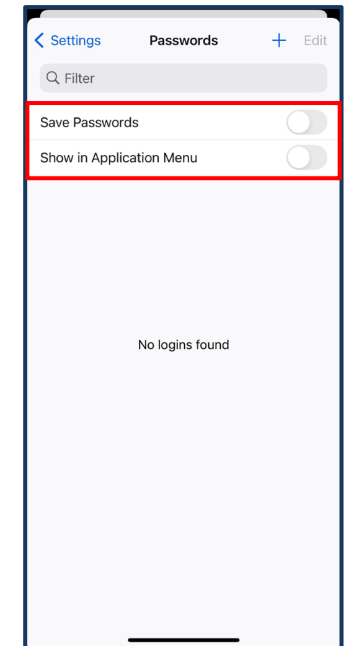 Settings Passwords + Edit
Filter
Save Passwords
Show in Application Menu
No logins found